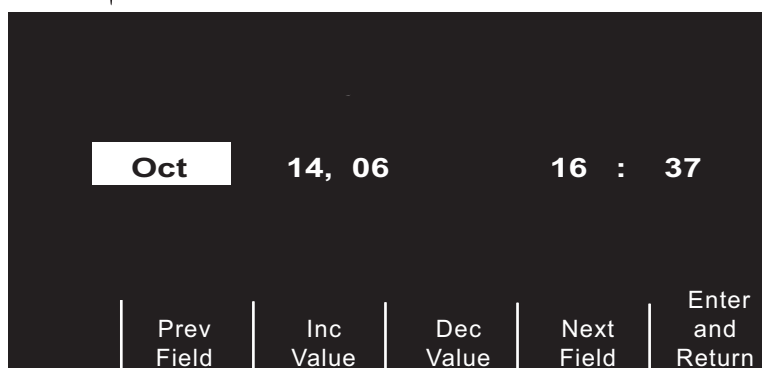 Oct 14, 06 16 : 37
Prev Field
Inc Value
Dec Value
Next Field
Enter and Return